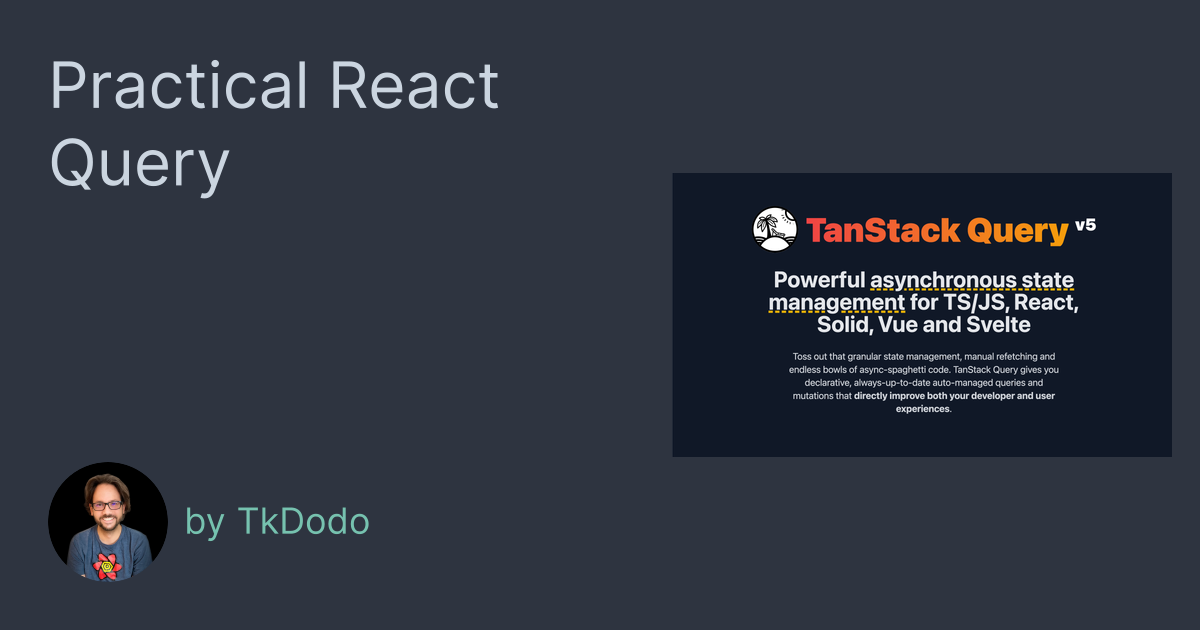 Practical React
Query
TanStack Query v5
Powerful asynchronous state
management for TS/JS, React,
Solid, Vue and Svelte
Toss out that granular state management, manual refetching and
endless bowls of async-spaghetti code. TanStack Query gives you
declarative, always-up-to-date auto-managed queries and
mutations that directly improve both your developer and user
experiences.
by TkDodo